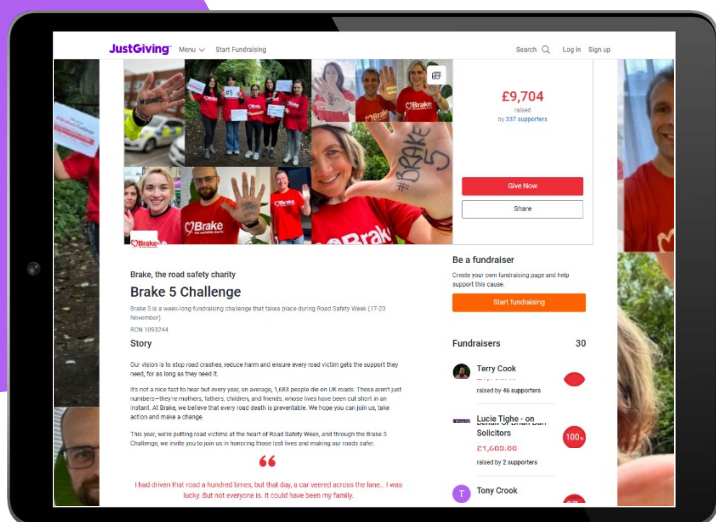 JustGiving Menu Start Fundraising Search Log in Sign up
#5
#BRAKE 5
Brake
Brake
Brake
Brake
£9,704
raised
by 337 supporters
Give Now
Share
Brake, the road safety charity
Brake 5 Challenge
Brake 5 is a week-long fundraising challenge that takes place during Road Safety Week (17-23
November).
RCN 1093244
Story
Our vision is to stop road crashes, reduce harm and ensure every road victim gets the support they
need, for as long as they need it.
It's not a nice fact to hear but every year, on average, 1,683 people die on UK roads. These aren't just
numbers—they're mothers, fathers, children, and friends, whose lives have been cut short in an
instant. At Brake, we believe that every road death is preventable. We hope you can join us, take
action and make a change.
This year, we're putting road victims at the heart of Road Safety Week, and through the Brake 5
Challenge, we invite you to join us in honoring those lost lives and making our roads safer.
I had driven that road a hundred times, but that day, a car veered across the lane... I was
lucky. But not everyone is. It could have been my family.
Be a fundraiser
Create your own fundraising page and help
support this cause.
Start fundraising
Fundraisers 30
Terry Cook
raised by 46 supporters
Lucie Tighe - on
Solicitors
£1,600.00
raised by 2 supporters
100%
T
Tony Crook